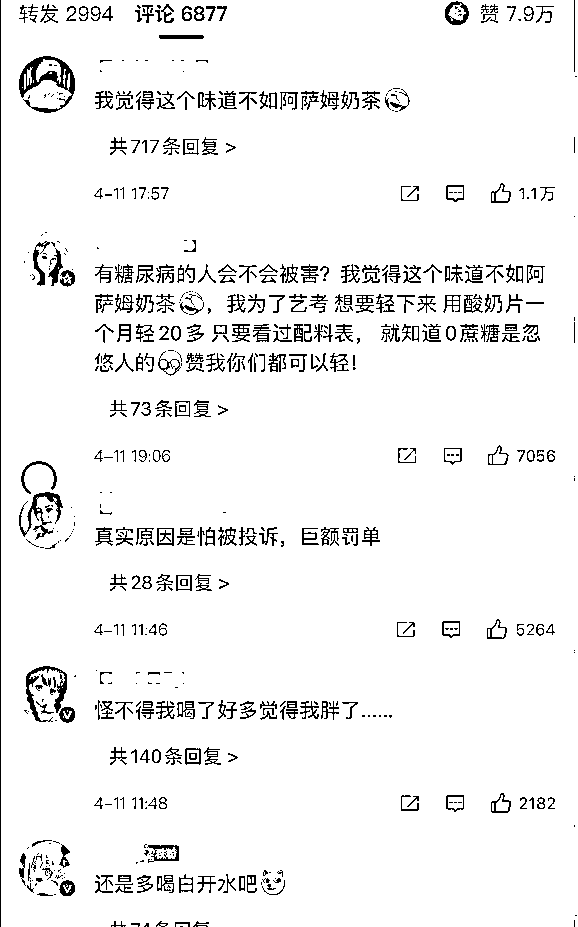 转发 2994 评论 6877 赞 7.9万
我觉得这个味道不如阿萨姆奶茶
共717条回复 >
4-11 17:57 1.1万
有糖尿病的人会不会被害？我觉得这个味道不如阿
萨姆奶茶，我为了艺考 想要轻下来 用酸奶片一
个月轻20多 只要看过配料表， 就知道0蔗糖是忽
悠人的赞我你们都可以轻！
共73条回复 >
4-11 19:06 7056
真实原因是怕被投诉，巨额罚单
共28条回复 >
4-11 11:46 5264
怪不得我喝了好多觉得我胖了……
共140条回复 >
4-11 11:48 2182
还是多喝白开水吧
共74条回复